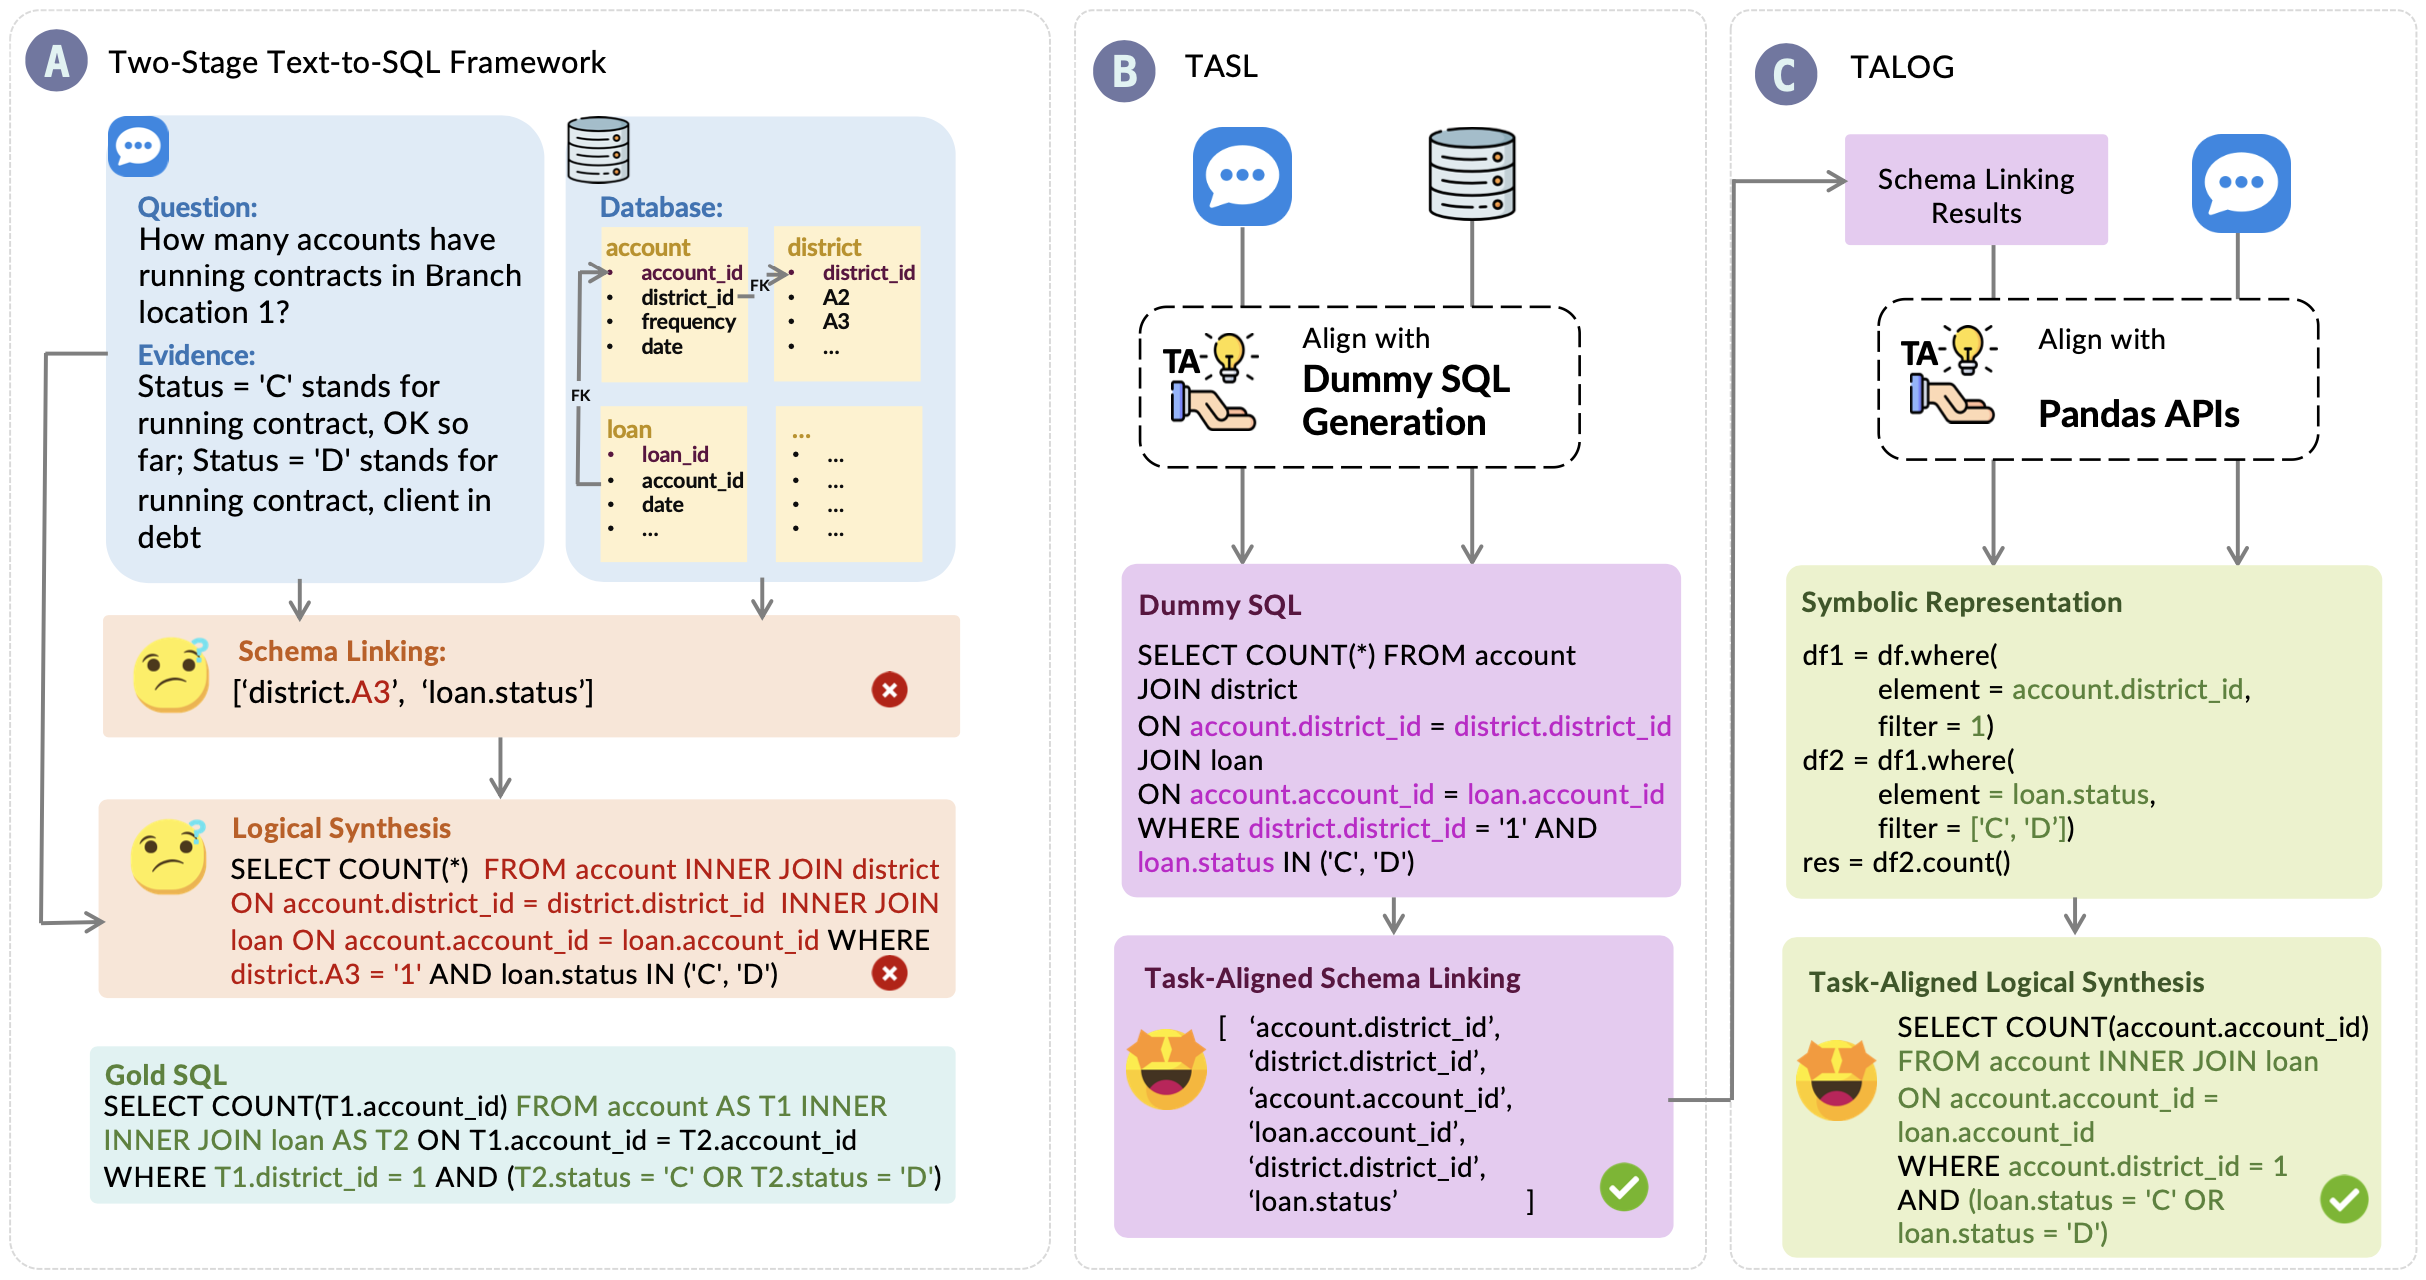 A
Two-Stage Text-to-SQL Framework
Question:
How many accounts have
running contracts in Branch
location 1?
Evidence:
Status = 'C' stands for
running contract, OK so
far; Status = 'D' stands for
running contract, client in
debt
Database:
account
• account_id
• district_id
• frequency
• date
FK
district
• district_id
• A2
• A3
• ...
FK
loan
• loan_id
• account_id
• date
• ...
...
• ...
• ...
• ...
• ...
Schema Linking:
[‘district.A3’, ‘loan.status’]
Logical Synthesis
SELECT COUNT(*) FROM account INNER JOIN district
ON account.district_id = district.district_id INNER JOIN
loan ON account.account_id = loan.account_id WHERE
district.A3 = '1' AND loan.status IN ('C', 'D')
Gold SQL
SELECT COUNT(T1.account_id) FROM account AS T1 INNER
INNER JOIN loan AS T2 ON T1.account_id = T2.account_id
WHERE T1.district_id = 1 AND (T2.status = 'C' OR T2.status = 'D')
B
TASL
TA
Align with
Dummy SQL
Generation
Dummy SQL
SELECT COUNT(*) FROM account
JOIN district
ON account.district_id = district.district_id
JOIN loan
ON account.account_id = loan.account_id
WHERE district.district_id = '1' AND
loan.status IN ('C', 'D')
Task-Aligned Schema Linking
[ ‘account.district_id’,
‘district.district_id’,
‘account.account_id’,
‘loan.account_id’,
‘district.district_id’,
‘loan.status’ ]
C
TALOG
Schema Linking
Results
TA
Align with
Pandas APIs
Symbolic Representation
df1 = df.where(
element = account.district_id,
filter = 1)
df2 = df1.where(
element = loan.status,
filter = ['C', 'D’])
res = df2.count()
Task-Aligned Logical Synthesis
SELECT COUNT(account.account_id)
FROM account INNER JOIN loan
ON account.account_id =
loan.account_id
WHERE account.district_id = 1
AND (loan.status = 'C' OR
loan.status = 'D')